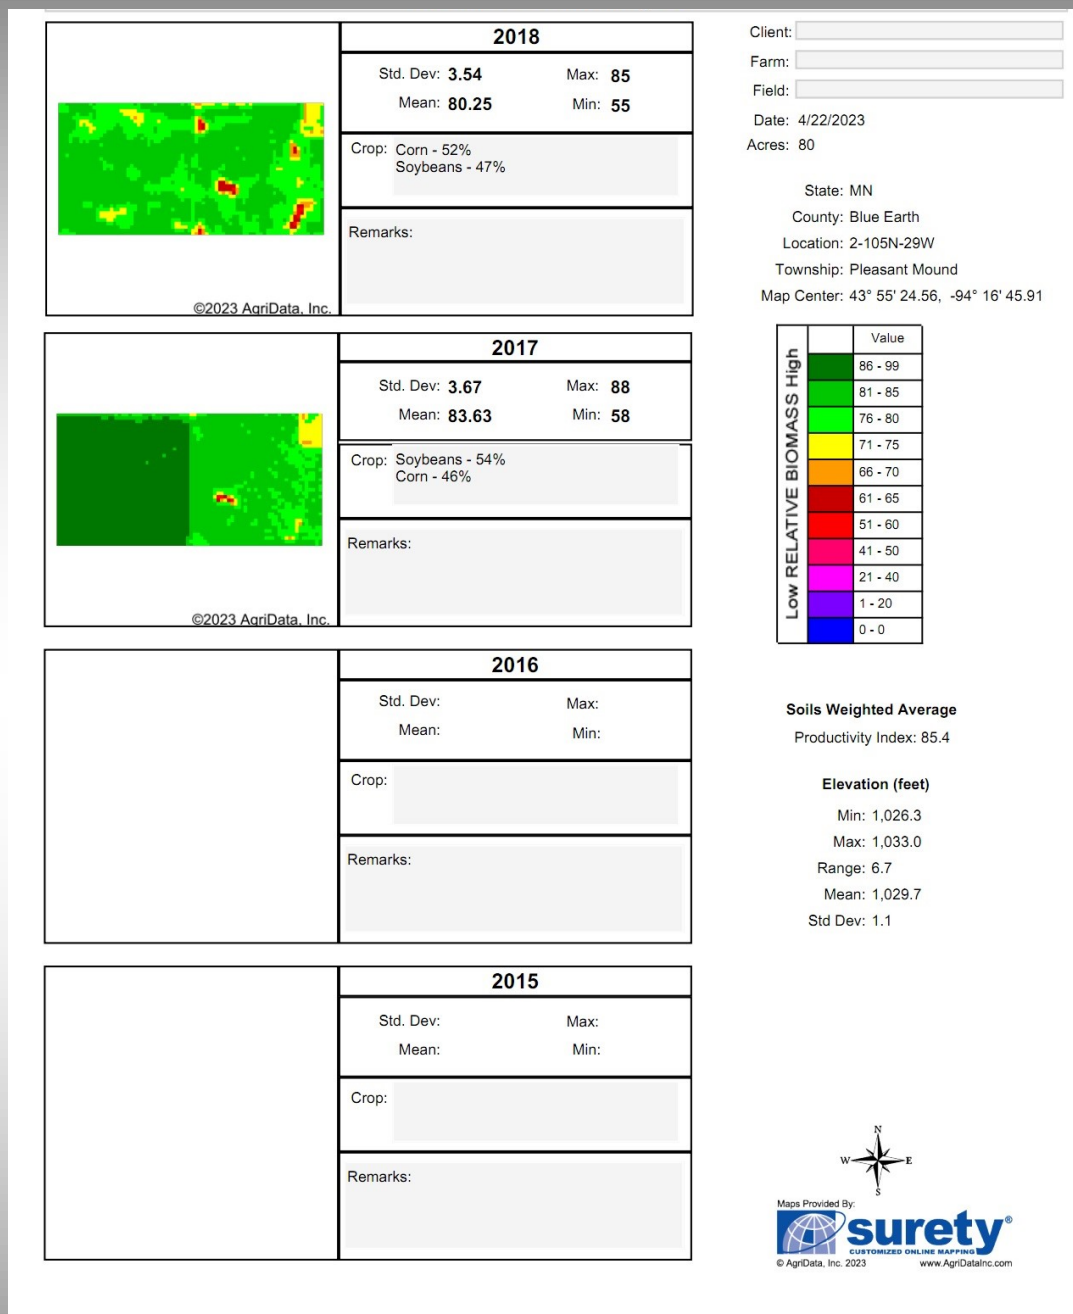 2018
Std. Dev: 3.54 Max: 85
Mean: 80.25 Min: 55
Crop: Corn - 52%
Soybeans - 47%
Remarks:
©2023 AgriData, Inc.
2017
Std. Dev: 3.67 Max: 88
Mean: 83.63 Min: 58
Crop: Soybeans - 54%
Corn - 46%
Remarks:
©2023 AgriData, Inc.
2016
Std. Dev: Max:
Mean: Min:
Crop:
Remarks:
2015
Std. Dev: Max:
Mean: Min:
Crop:
Remarks:
Client:
Farm:
Field:
Date: 4/22/2023
Acres: 80
State: MN
County: Blue Earth
Location: 2-105N-29W
Township: Pleasant Mound
Map Center: 43° 55' 24.56, -94° 16' 45.91
Low RELATIVE BIOMASS High
Value
86 - 99
81 - 85
76 - 80
71 - 75
66 - 70
61 - 65
51 - 60
41 - 50
21 - 40
1 - 20
0 - 0
Soils Weighted Average
Productivity Index: 85.4
Elevation (feet)
Min: 1,026.3
Max: 1,033.0
Range: 6.7
Mean: 1,029.7
Std Dev: 1.1
N
W E
S
Maps Provided By:
surety®
CUSTOMIZED ONLINE MAPPING
© AgriData, Inc. 2023 www.AgriDataInc.com